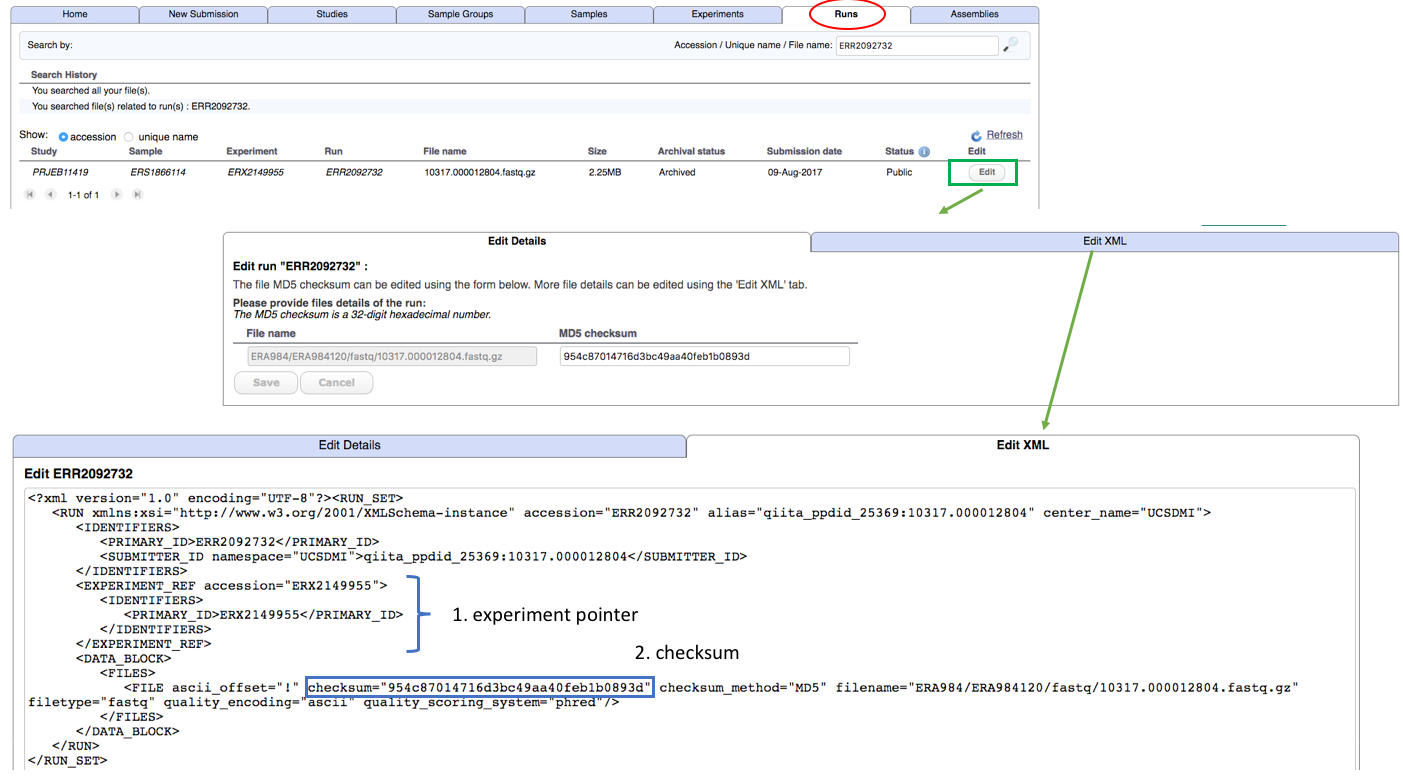 Home New Submission Studies Sample Groups Samples Experiments Runs Assemblies
Search by: Accession / Unique name / File name: ERR2092732
Search History
You searched all your file(s).
You searched file(s) related to run(s) : ERR2092732.
Show: accession unique name Refresh
Study Sample Experiment Run File name Size Archival status Submission date Status Edit
PRJEB11419 ERS1866114 ERX2149955 ERR2092732 10317.000012804.fastq.gz 2.25MB Archived 09-Aug-2017 Public Edit
1-1 of 1
Edit Details Edit XML
Edit run "ERR2092732" :
The file MD5 checksum can be edited using the form below. More file details can be edited using the 'Edit XML' tab.
Please provide files details of the run:
The MD5 checksum is a 32-digit hexadecimal number.
File name MD5 checksum
ERA984/ERA984120/fastq/10317.000012804.fastq.gz 954c87014716d3bc49aa40feb1b0893d
Save Cancel
Edit Details Edit XML
Edit ERR2092732
<?xml version="1.0" encoding="UTF-8"?><RUN_SET>
<RUN xmlns:xsi="http://www.w3.org/2001/XMLSchema-instance" accession="ERR2092732" alias="qiita_ppdid_25369:10317.000012804" center_name="UCSDMI">
<IDENTIFIERS>
<PRIMARY_ID>ERR2092732</PRIMARY_ID>
<SUBMITTER_ID namespace="UCSDMI">qiita_ppdid_25369:10317.000012804</SUBMITTER_ID>
</IDENTIFIERS>
<EXPERIMENT_REF accession="ERX2149955">
<IDENTIFIERS>
<PRIMARY_ID>ERX2149955</PRIMARY_ID>
1. experiment pointer
</IDENTIFIERS>
</EXPERIMENT_REF>
2. checksum
<DATA_BLOCK>
<FILES>
<FILE ascii_offset="!" checksum="954c87014716d3bc49aa40feb1b0893d" checksum_method="MD5" filename="ERA984/ERA984120/fastq/10317.000012804.fastq.gz"
filetype="fastq" quality_encoding="ascii" quality_scoring_system="phred"/>
</FILES>
</DATA_BLOCK>
</RUN>
</RUN_SET>